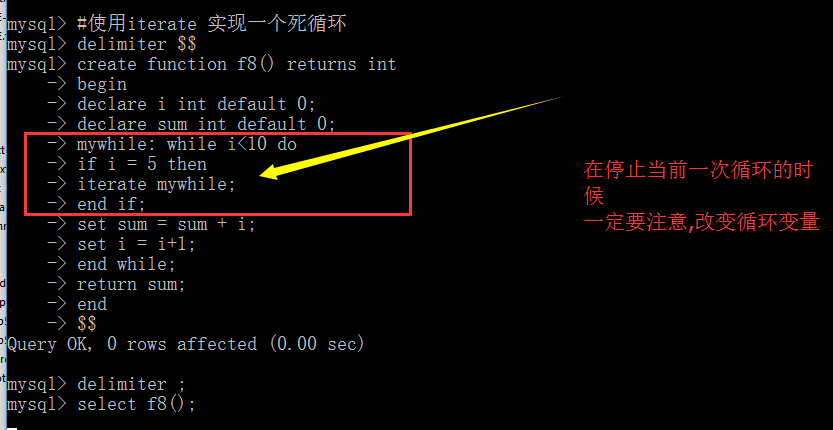 mysql> #使用iterate 实现一个死循环
mysql> delimiter $$
mysql> create function f8() returns int
-> begin
-> declare i int default 0;
-> declare sum int default 0;
-> mywhile: while i<10 do
-> if i = 5 then
-> iterate mywhile;
-> end if;
-> set sum = sum + i;
-> set i = i+1;
-> end while;
-> return sum;
-> end
-> $$
Query OK, 0 rows affected (0.00 sec)
mysql> delimiter ;
mysql> select f8();
在停止当前一次循环的时
候
一定要注意,改变循环变量